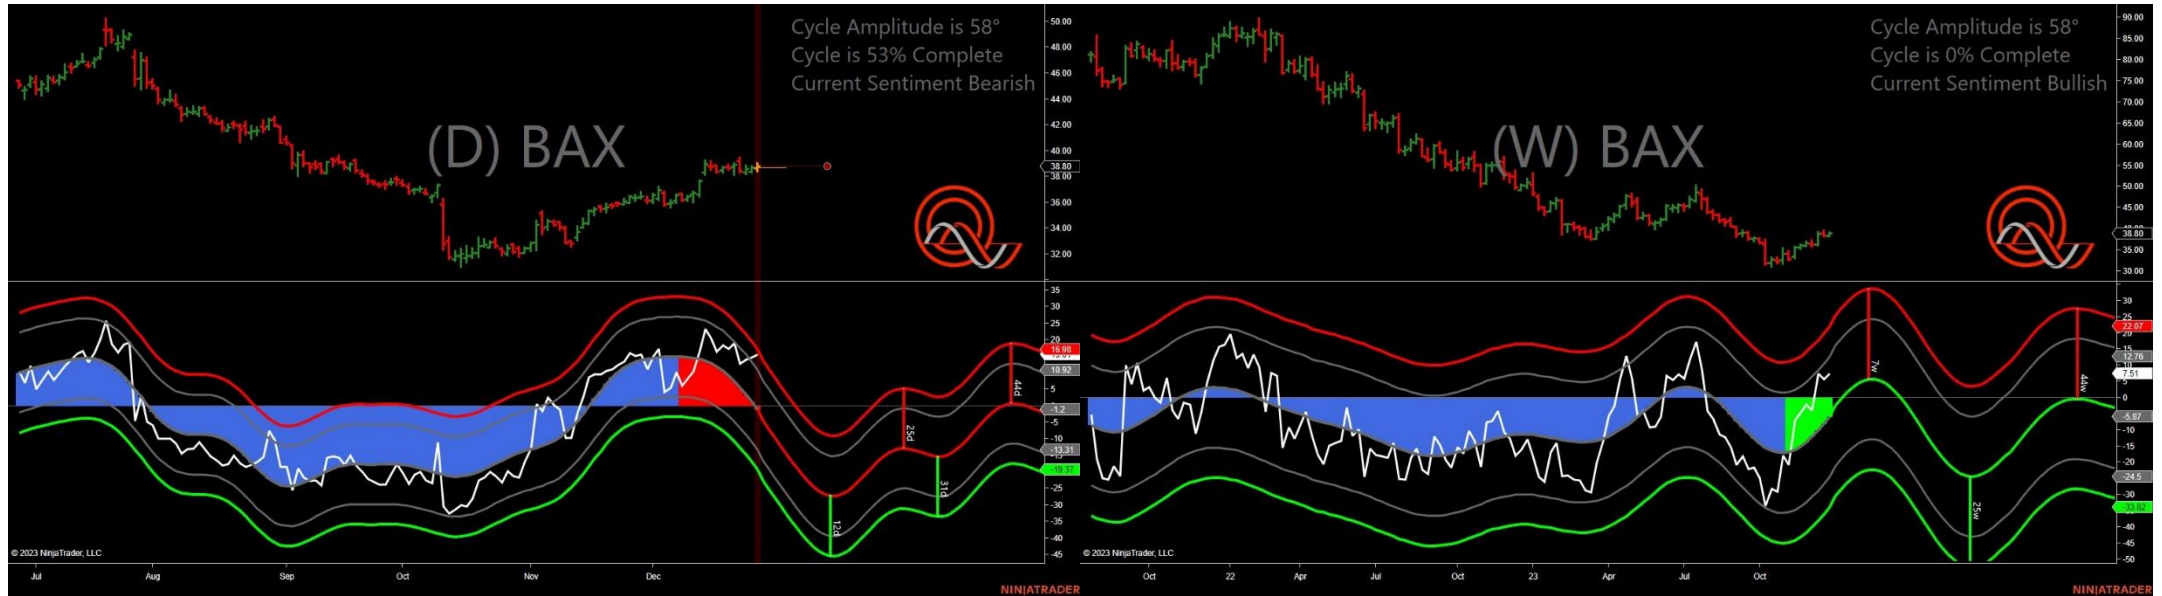 Cycle Amplitude is 58°
Cycle is 53% Complete
Current Sentiment Bearish
(D) BAX
50.00
48.00
46.00
44.00
42.00
40.00
38.80
38.00
36.00
34.00
32.00
35
30
25
20
16.98
10.92
5
-1.2
-5
-10
-13.31
-19.37
-25
-30
-35
-40
-45
12d
25d
31d
44d
© 2023 NinjaTrader, LLC
Jul Aug Sep Oct Nov Dec
NINJATRADER
Cycle Amplitude is 58°
Cycle is 0% Complete
Current Sentiment Bullish
(W) BAX
90.00
85.00
80.00
75.00
70.00
65.00
60.00
55.00
50.00
45.00
38.80
35.00
30.00
30
22.07
20
12.76
7.51
5
0
-5.87
-10
-15
-20
-24.5
-30
-33.82
-40
-45
-50
7w
25w
44w
© 2023 NinjaTrader, LLC
Oct 22 Apr Jul Oct 23 Apr Jul Oct
NINJATRADER